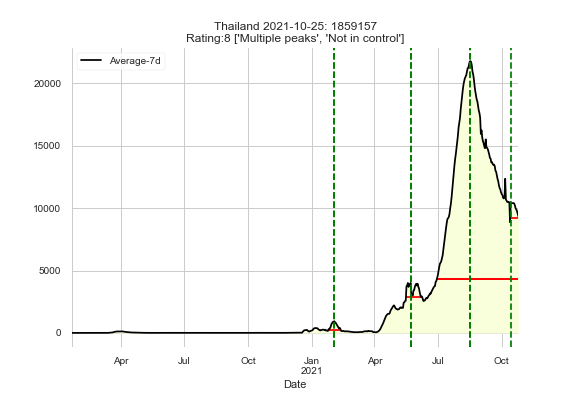 Thailand 2021-10-25: 1859157
Rating:8 ['Multiple peaks', 'Not in control']
Average-7d
20000
15000
10000
5000
0
Apr Jul Oct Jan Apr Jul Oct
2021
Date